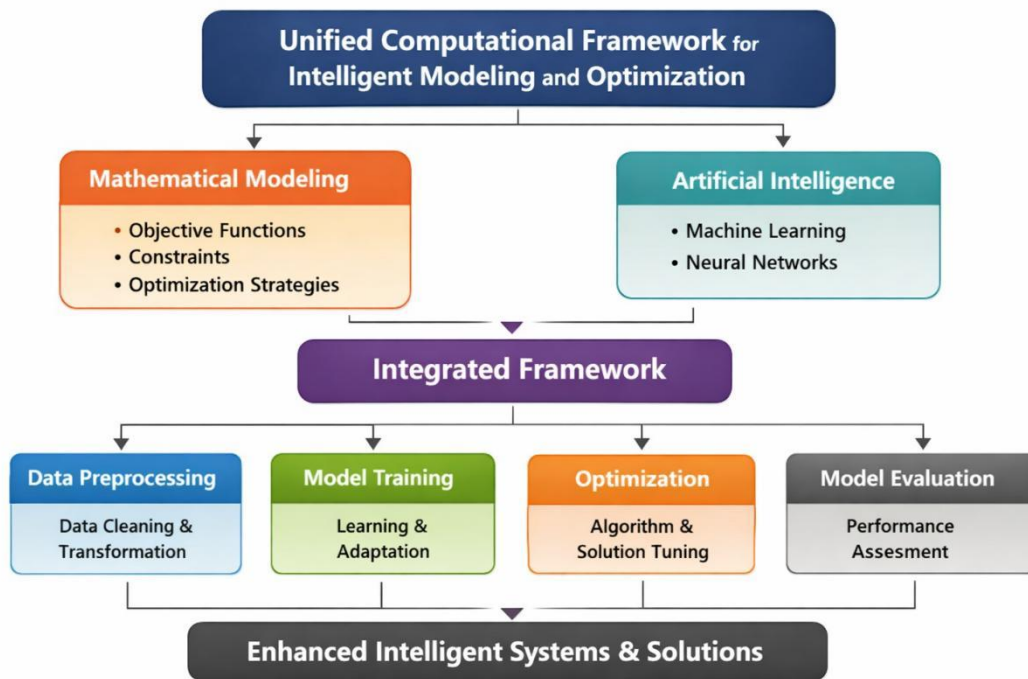 Unified Computational Framework for
Intelligent Modeling and Optimization
Mathematical Modeling
• Objective Functions
• Constraints
• Optimization Strategies
Artificial Intelligence
• Machine Learning
• Neural Networks
Integrated Framework
Data Preprocessing
Data Cleaning &
Transformation
Model Training
Learning &
Adaptation
Optimization
Algorithm &
Solution Tuning
Model Evaluation
Performance
Assesment
Enhanced Intelligent Systems & Solutions